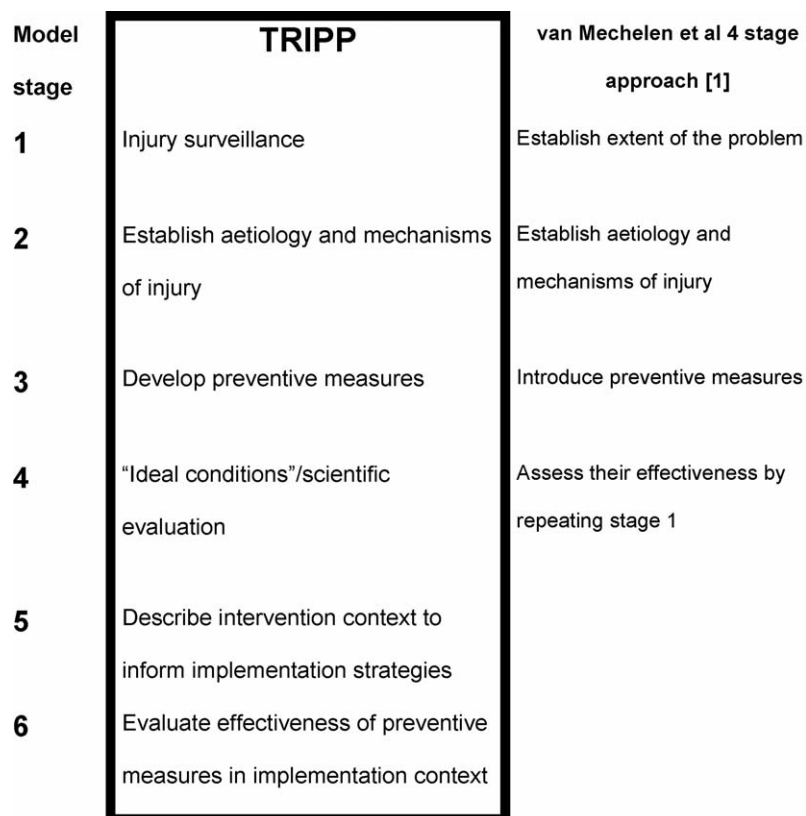 Model stage
TRIPP
van Mechelen et al 4 stage
approach [1]
1
Injury surveillance
Establish extent of the problem
2
Establish aetiology and mechanisms
of injury
Establish aetiology and
mechanisms of injury
3
Develop preventive measures
Introduce preventive measures
4
“Ideal conditions”/scientific
evaluation
Assess their effectiveness by
repeating stage 1
5
Describe intervention context to
inform implementation strategies
6
Evaluate effectiveness of preventive
measures in implementation context